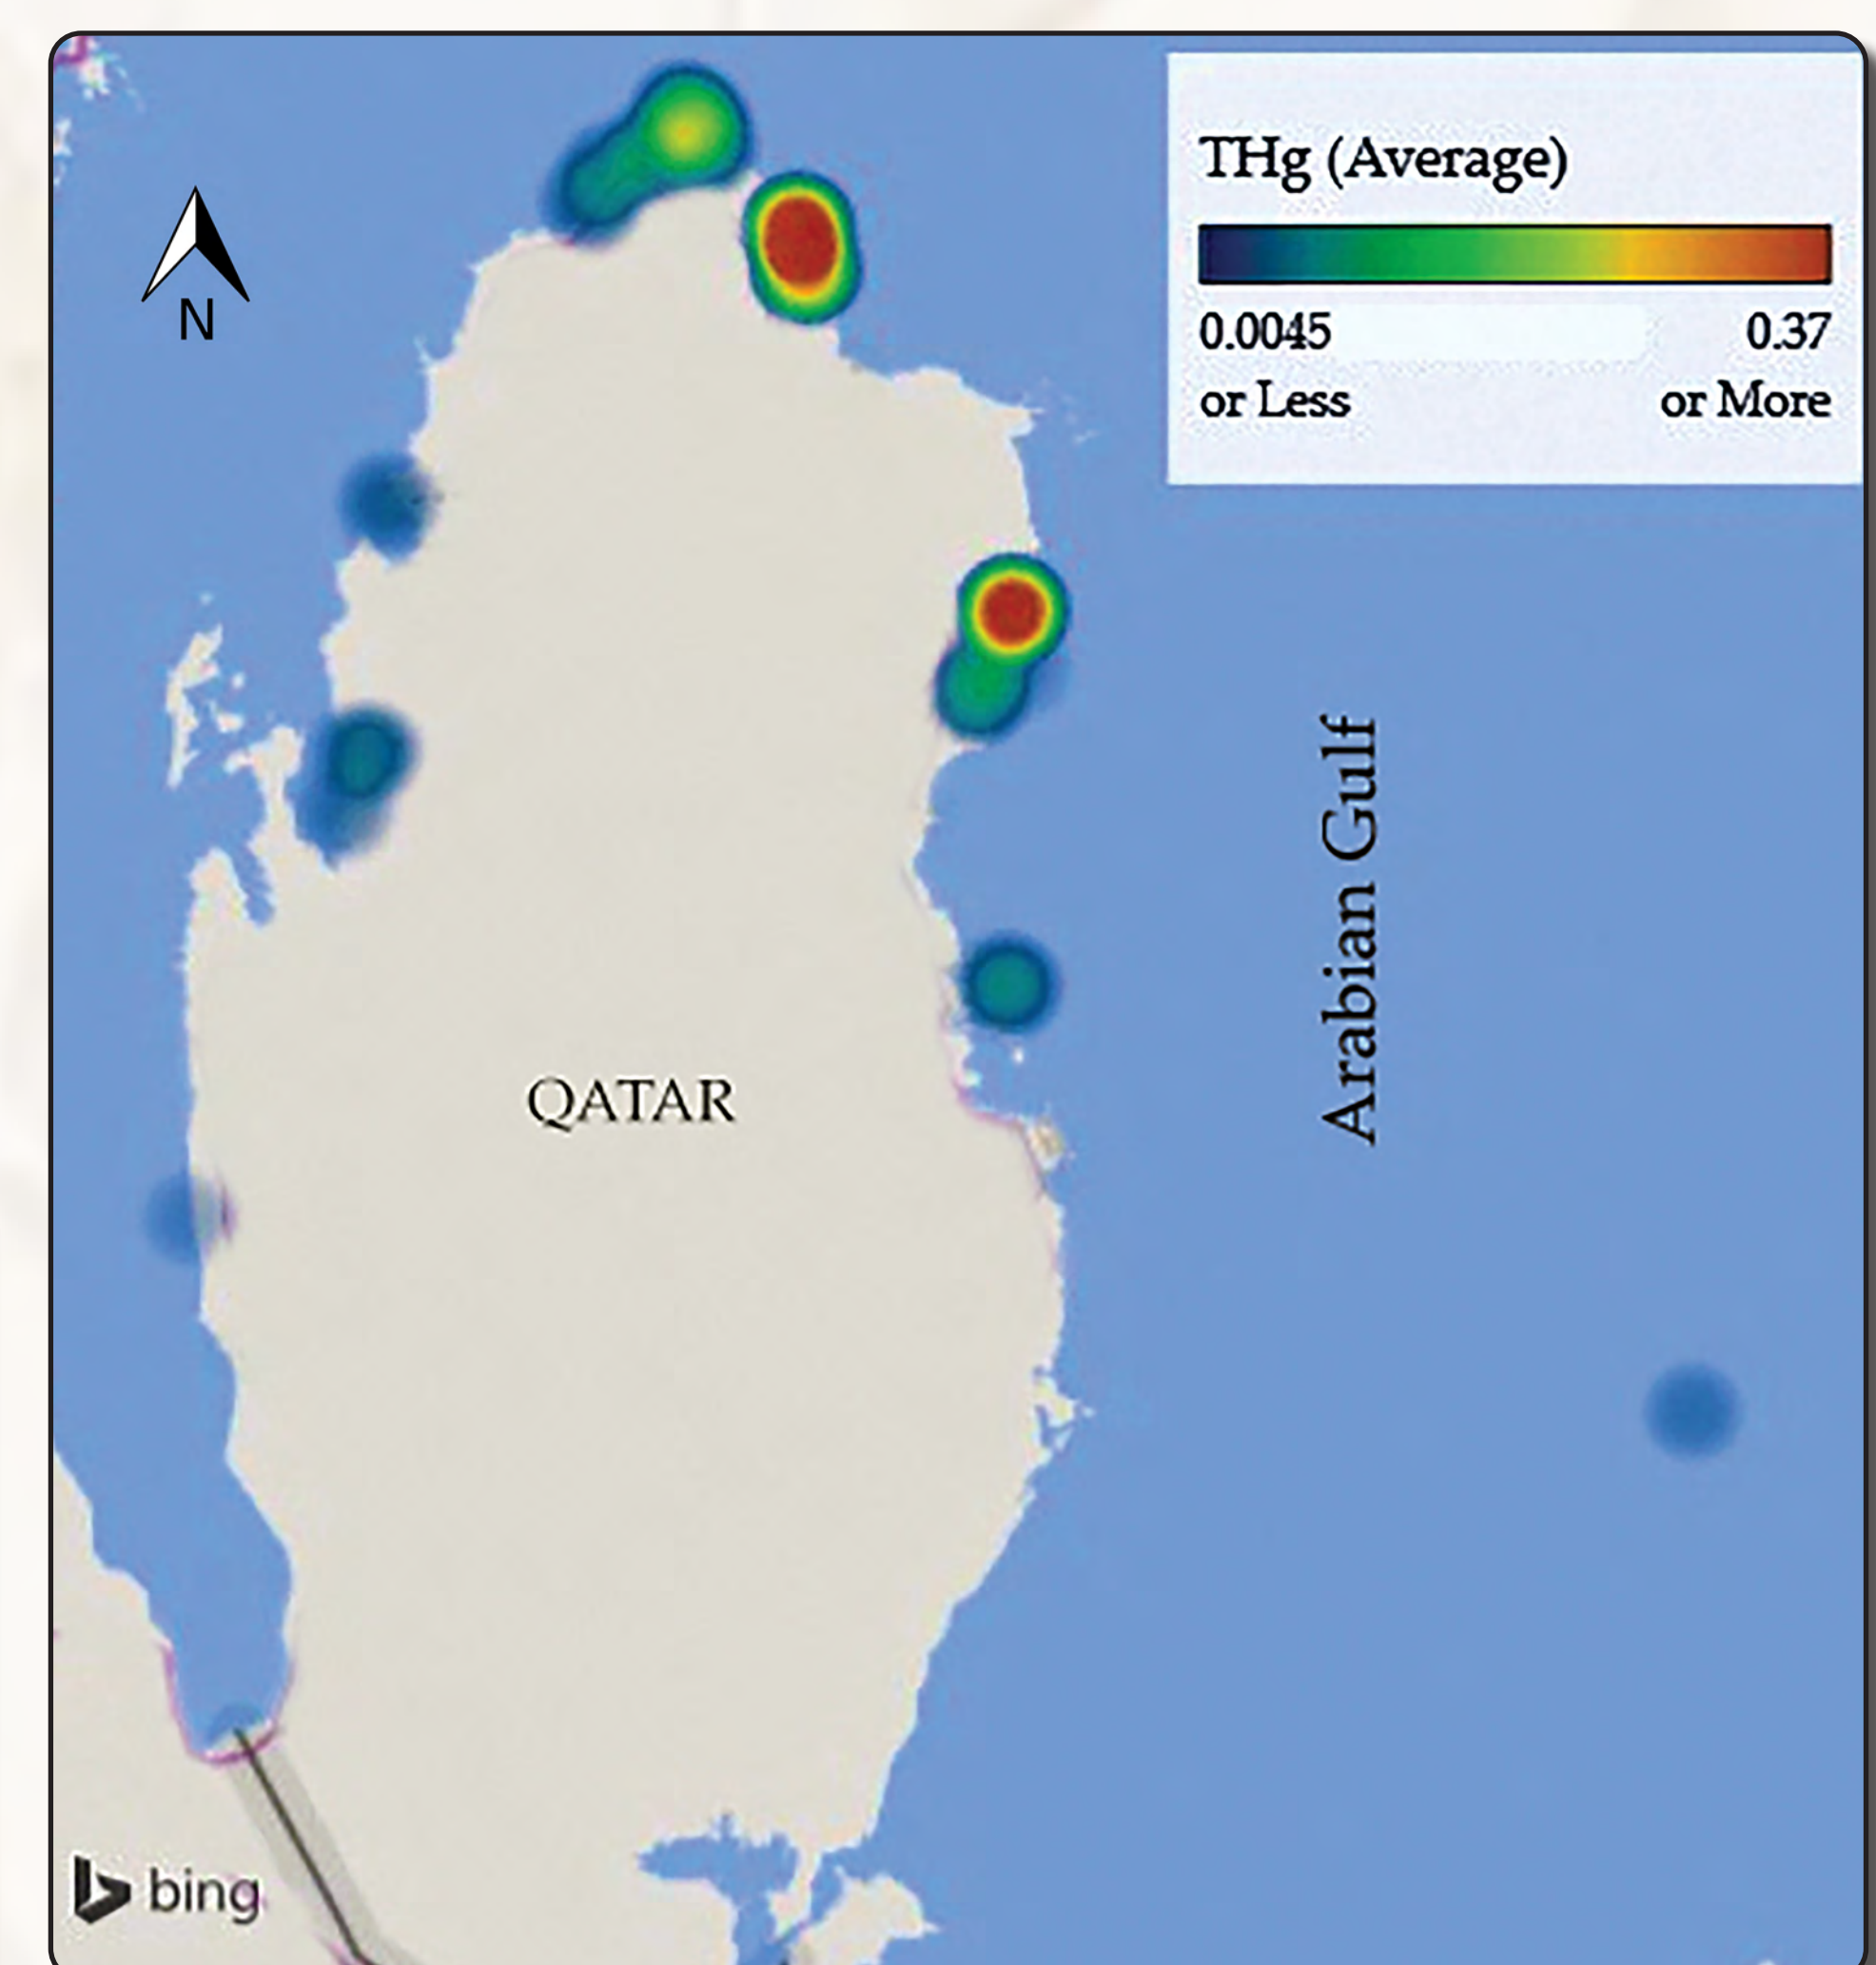 THg (Average)
0.0045
0.37
or Less
or More
N
Arabian Gulf
QATAR
bing